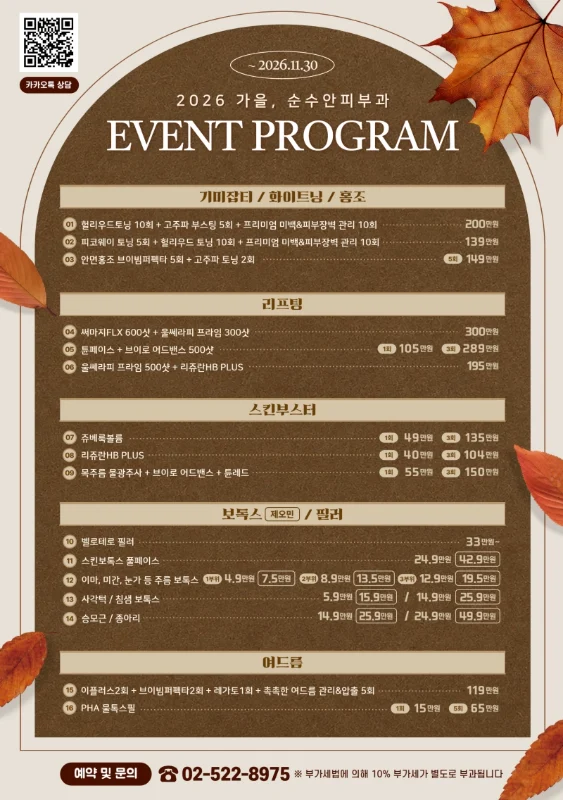 카카오톡 상담
~ 2026.11.30
2026 가을, 순수안피부과
EVENT PROGRAM
기미잡티 / 화이트닝 / 홍조
01 헐리우드토닝 10회 + 고주파 부스팅 5회 + 프리미엄 미백&피부장벽 관리 10회 200만원
02 피코웨이 토닝 5회 + 헐리우드 토닝 10회 + 프리미엄 미백&피부장벽 관리 10회 139만원
03 안면홍조 브이빔퍼펙타 5회 + 고주파 토닝 2회 5회 149만원
리프팅
04 써마지FLX 600샷 + 울쎄라피 프라임 300샷 300만원
05 튠페이스 + 브이로 어드밴스 500샷 1회 105만원 3회 289만원
06 울쎄라피 프라임 500샷 + 리쥬란HB PLUS 195만원
스킨부스터
07 쥬베룩볼륨 1회 49만원 3회 135만원
08 리쥬란HB PLUS 1회 40만원 3회 104만원
09 목주름 물광주사 + 브이로 어드밴스 + 튠레드 1회 55만원 3회 150만원
보톡스 제오민 / 필러
10 벨로테로 필러 33만원~
11 스킨보톡스 풀페이스 24.9만원 42.9만원
12 이마, 미간, 눈가 등 주름 보톡스 1부위 4.9만원 7.5만원 2부위 8.9만원 13.5만원 3부위 12.9만원 19.5만원
13 사각턱 / 침샘 보톡스 5.9만원 15.9만원 / 14.9만원 25.9만원
14 승모근 / 종아리 14.9만원 25.9만원 / 24.9만원 49.9만원
여드름
15 아플러스2회 + 브이빔퍼펙타2회 + 레가토1회 + 촉촉한 여드름 관리&압출 5회 119만원
16 PHA 물톡스필 1회 15만원 5회 65만원
예약 및 문의 ☎ 02-522-8975 ※ 부가세법에 의해 10% 부가세가 별도로 부과됩니다